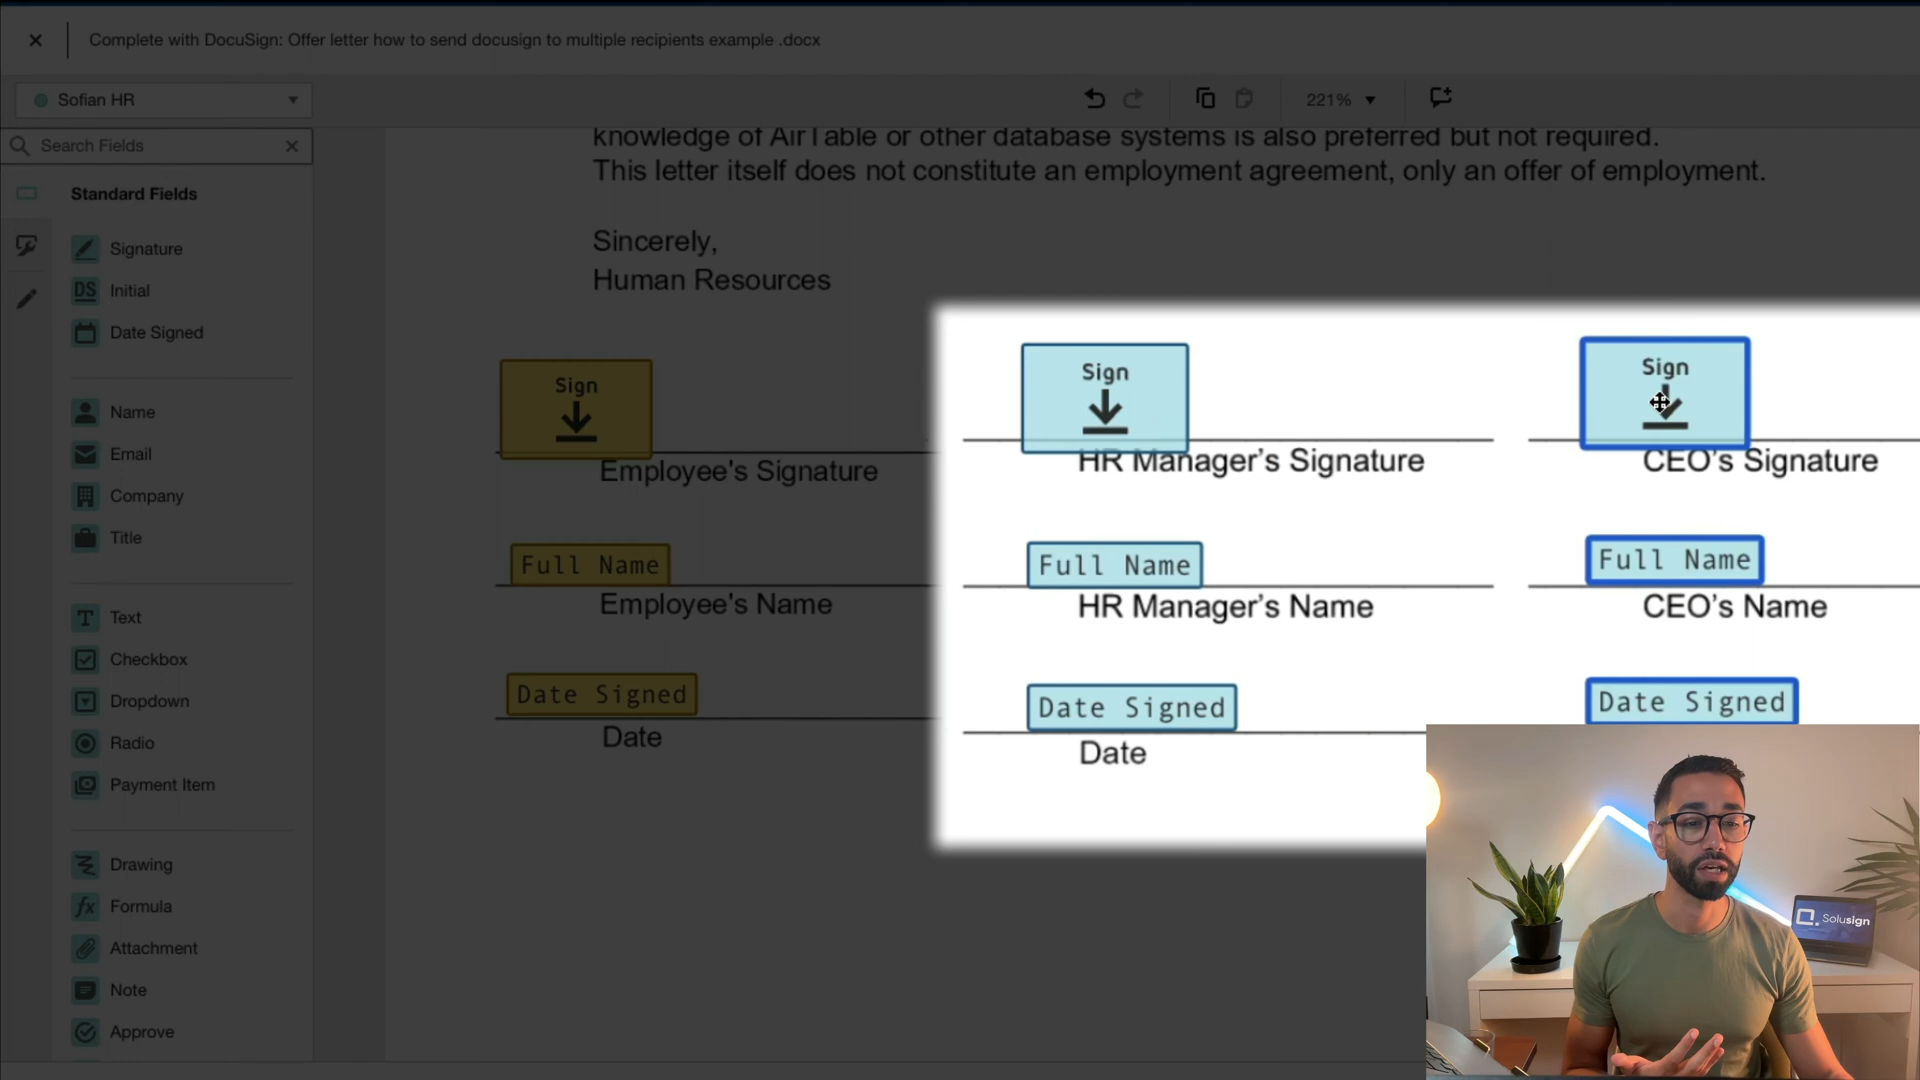 Complete with DocuSign: Offer letter how to send docusign to multiple recipients example .docx
Sofian HR
221%
Search Fields
Standard Fields
Signature
DS Initial
Date Signed
Name
Email
Company
Title
T Text
Checkbox
Dropdown
Radio
Payment Item
Drawing
fx Formula
Attachment
Note
Approve
knowledge of AirTable or other database systems is also preferred but not required.
This letter itself does not constitute an employment agreement, only an offer of employment.
Sincerely,
Human Resources
Sign
Employee's Signature
Full Name
Employee's Name
Date Signed
Date
Sign
HR Manager's Signature
Full Name
HR Manager's Name
Date Signed
Date
Sign
CEO's Signature
Full Name
CEO's Name
Date Signed
Solusign